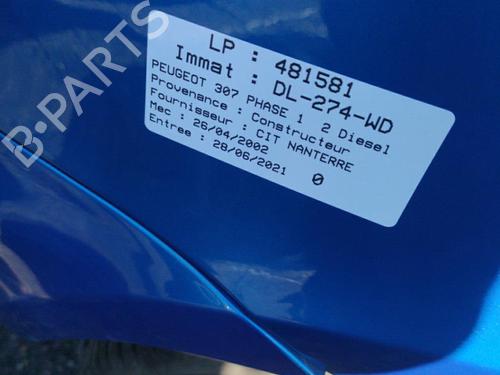 B-PARTS
LP : 481581
Immat : DL-274-WD
PEUGEOT 307 PHASE 1 2 Diesel
Provenance : Constructeur
Fournisseur : CIT NANTERRE
Mec : 26/04/2002
Entree : 28/06/2021 0